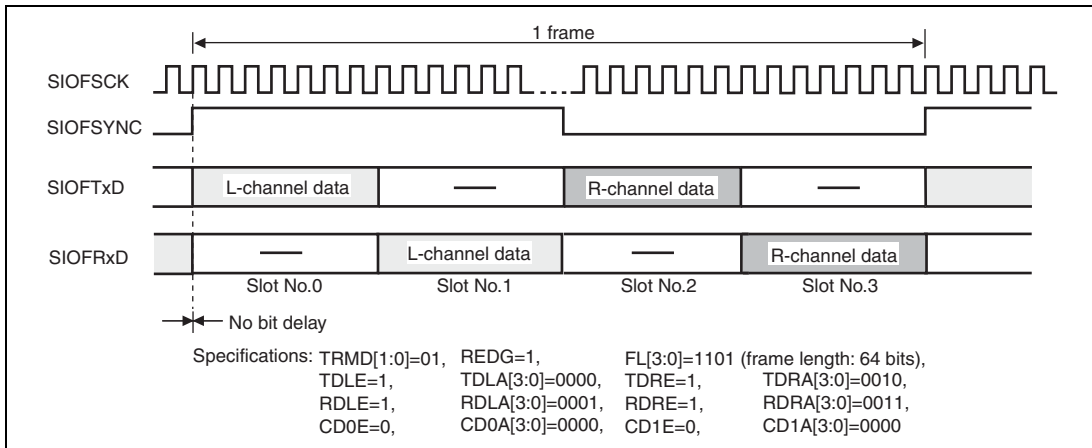 1 frame
SIOFSCK
SIOFSYNC
SIOFTxD
L-channel data — R-channel data —
SIOFRxD
— L-channel data — R-channel data
Slot No.0 Slot No.1 Slot No.2 Slot No.3
No bit delay
Specifications: TRMD[1:0]=01, REDG=1, FL[3:0]=1101 (frame length: 64 bits),
TDLE=1, TDLA[3:0]=0000, TDRE=1, TDRA[3:0]=0010,
RDLE=1, RDLA[3:0]=0001, RDRE=1, RDRA[3:0]=0011,
CD0E=0, CD0A[3:0]=0000, CD1E=0, CD1A[3:0]=0000